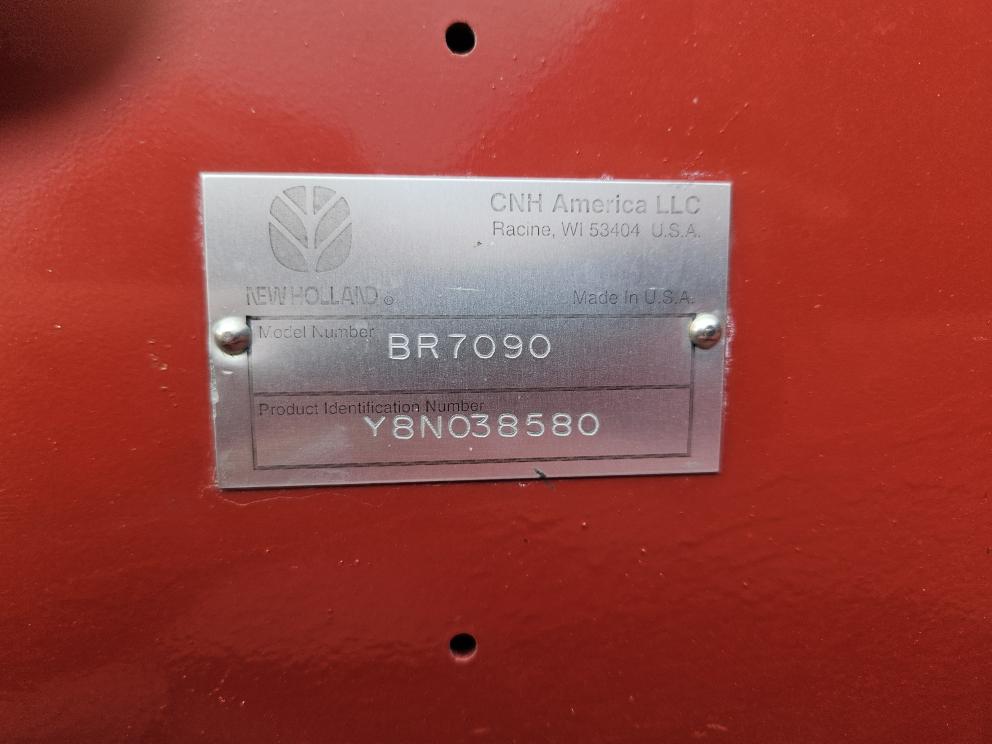 CNH America LLC
Racine, WI 53404 U.S.A.
NEW HOLLAND®
Made in U.S.A.
Model Number
BR7090
Product Identification Number
Y8N038580